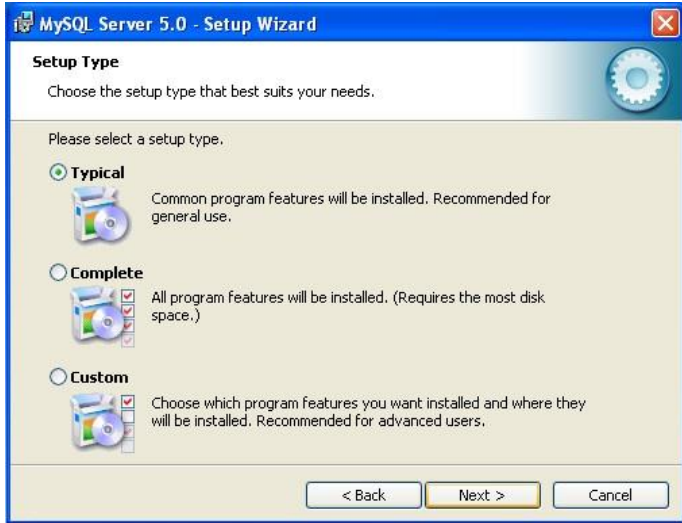 MySQL Server 5.0 - Setup Wizard
Setup Type
Choose the setup type that best suits your needs.
Please select a setup type.
Typical
Common program features will be installed. Recommended for
general use.
Complete
All program features will be installed. (Requires the most disk
space.)
Custom
Choose which program features you want installed and where they
will be installed. Recommended for advanced users.
< Back
Next >
Cancel